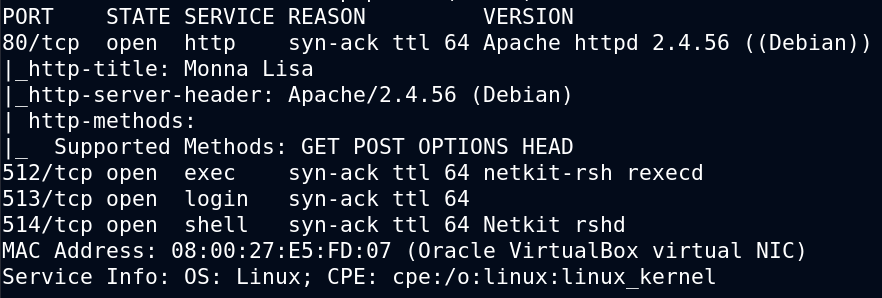 PORT    STATE SERVICE REASON         VERSION
80/tcp  open  http    syn-ack ttl 64 Apache httpd 2.4.56 ((Debian))
|_http-title: Monna Lisa
|_http-server-header: Apache/2.4.56 (Debian)
| http-methods:
|_  Supported Methods: GET POST OPTIONS HEAD
512/tcp open  exec    syn-ack ttl 64 netkit-rsh rexecd
513/tcp open  login   syn-ack ttl 64
514/tcp open  shell   syn-ack ttl 64 Netkit rshd
MAC Address: 08:00:27:E5:FD:07 (Oracle VirtualBox virtual NIC)
Service Info: OS: Linux; CPE: cpe:/o:linux:linux_kernel